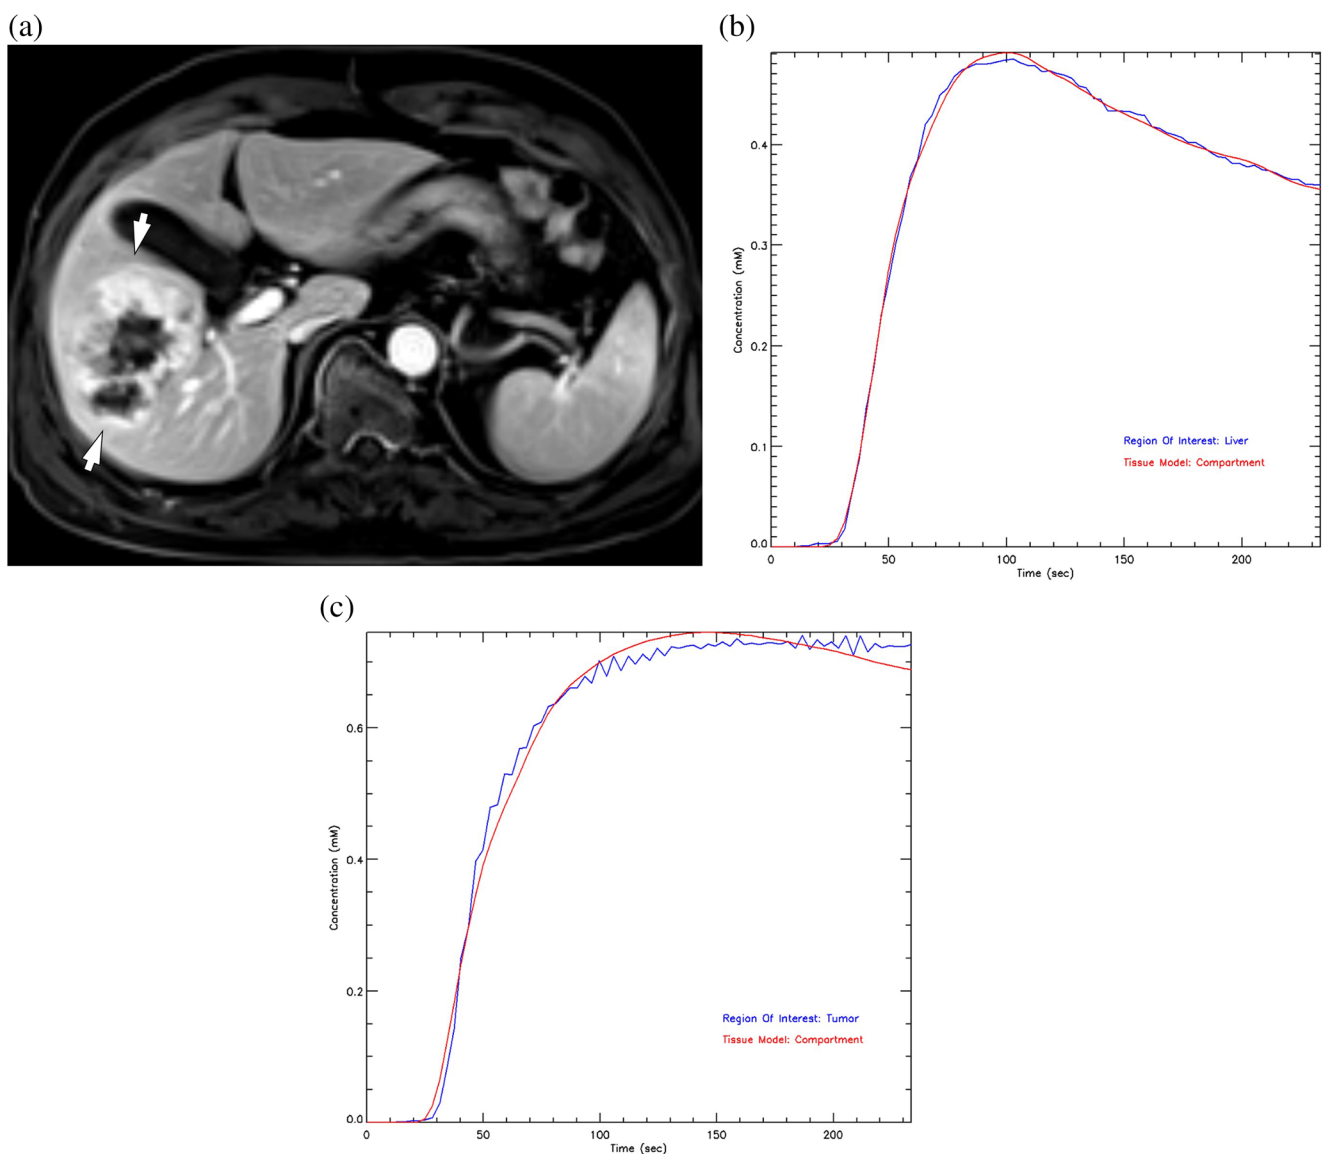 (a)
(b)
0.4
0.3
0.2
0.1
0.0
Concentration (mM)
Region Of Interest: Liver
Tissue Model: Compartment
0
50
100
150
200
Time (sec)
(c)
0.6
0.4
0.2
0.0
Concentration (mM)
Region Of Interest: Tumor
Tissue Model: Compartment
0
50
100
150
200
Time (sec)